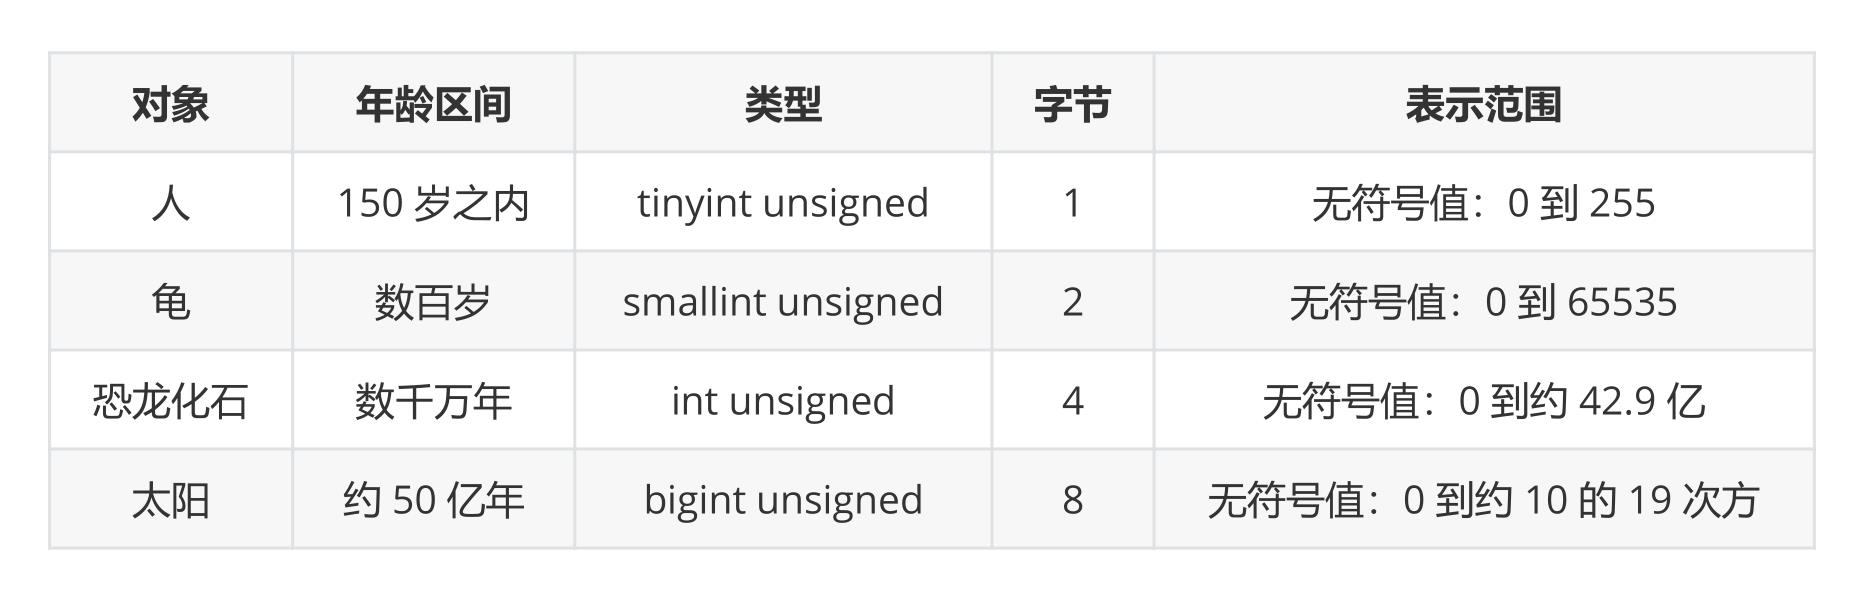 对象 年龄区间 类型 字节 表示范围
人 150 岁之内 tinyint unsigned 1 无符号值：0 到 255
龟 数百岁 smallint unsigned 2 无符号值：0 到 65535
恐龙化石 数千万年 int unsigned 4 无符号值：0 到约 42.9 亿
太阳 约 50 亿年 bigint unsigned 8 无符号值：0 到约 10 的 19 次方